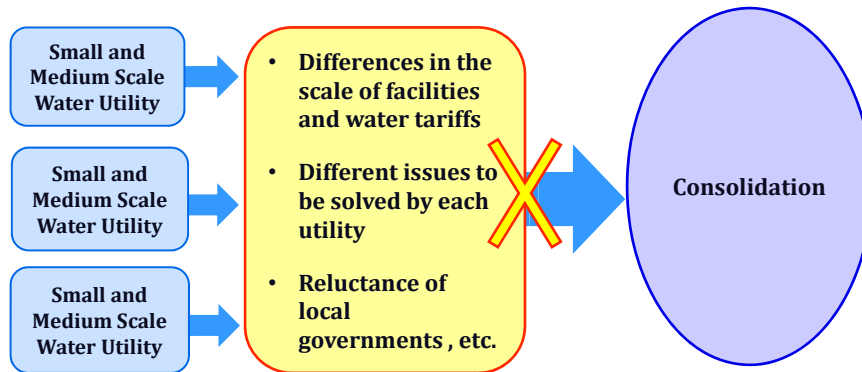 Small and
Medium Scale
Water Utility
Small and
Medium Scale
Water Utility
Small and
Medium Scale
Water Utility
• Differences in the
scale of facilities
and water tariffs
• Different issues to
be solved by each
utility
• Reluctance of
local
governments , etc.
Consolidation